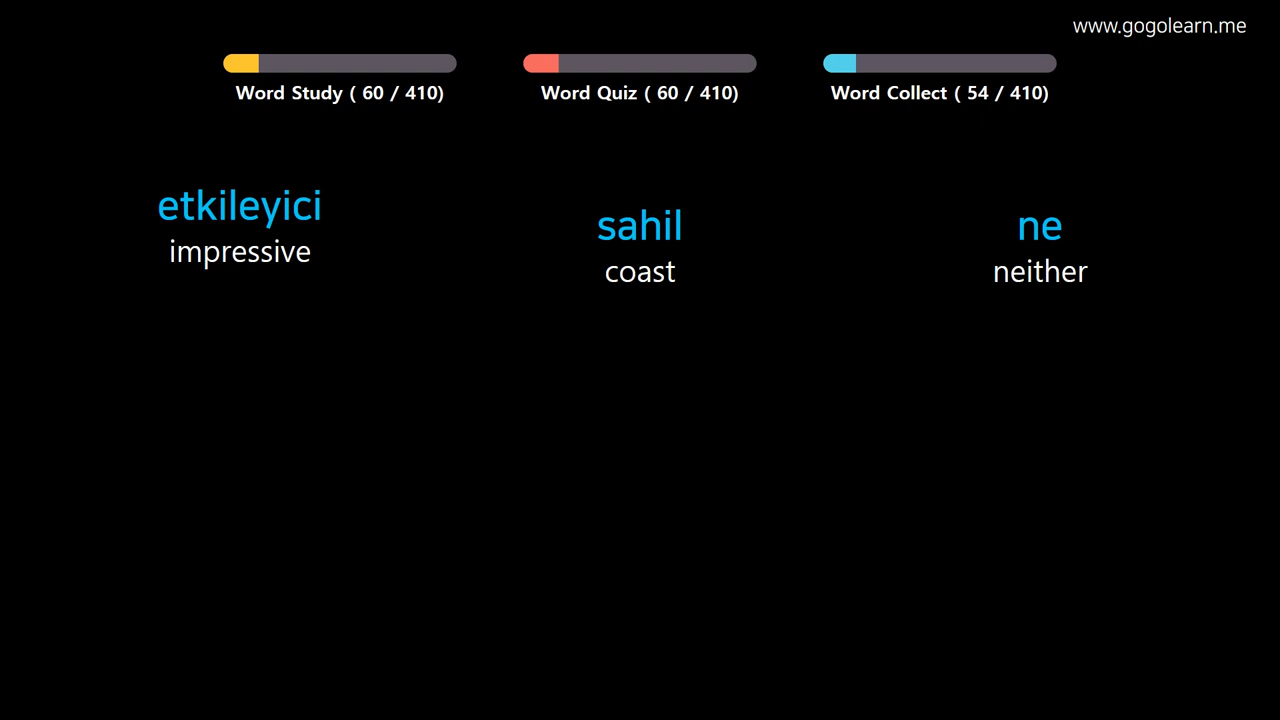 www.gogolearn.me
Word Study ( 60 / 410)
Word Quiz ( 60 / 410)
Word Collect ( 54 / 410)
etkileyici
impressive
sahil
coast
ne
neither